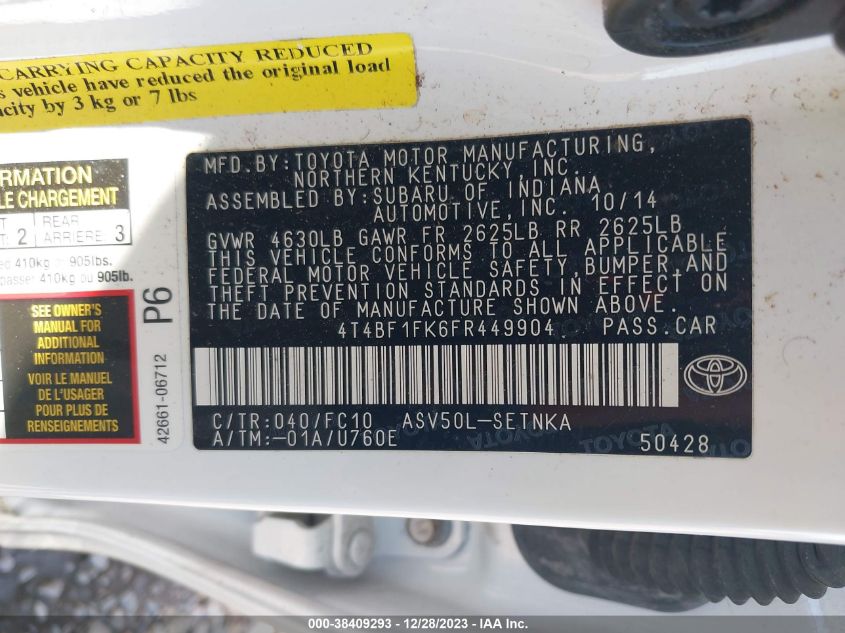 CARRYING CAPACITY REDUCED
s vehicle have reduced the original load
acity by 3 kg or 7 lbs
RMATION
LE CHARGEMENT
T 2 REAR
T. ARRIÈRE 3
ed 410kg or 905lbs.
passer 410kg ou 905lb.
SEE OWNER'S
MANUAL FOR
ADDITIONAL
INFORMATION
VOIR LE MANUEL
DE L'USAGER
POUR PLUS DE
RENSEIGNEMENTS
P6
42661-06712
MFD.BY:TOYOTA MOTOR MANUFACTURING,
NORTHERN KENTUCKY,INC.
ASSEMBLED BY:SUBARU OF INDIANA
AUTOMOTIVE,INC. 10/14
GVWR 4630LB GAWR FR 2625LB RR 2625LB
THIS VEHICLE CONFORMS TO ALL APPLICABLE
FEDERAL MOTOR VEHICLE SAFETY,BUMPER,AND
THEFT PREVENTION STANDARDS IN EFFECT ON
THE DATE OF MANUFACTURE SHOWN ABOVE.
4T4BF1FK6FR449904 PASS.CAR
C/TR:040/FC10 ASV50L-SETNKA
A/TM:-01A/U760E 50428
000-38409293 - 12/28/2023 - IAA Inc.